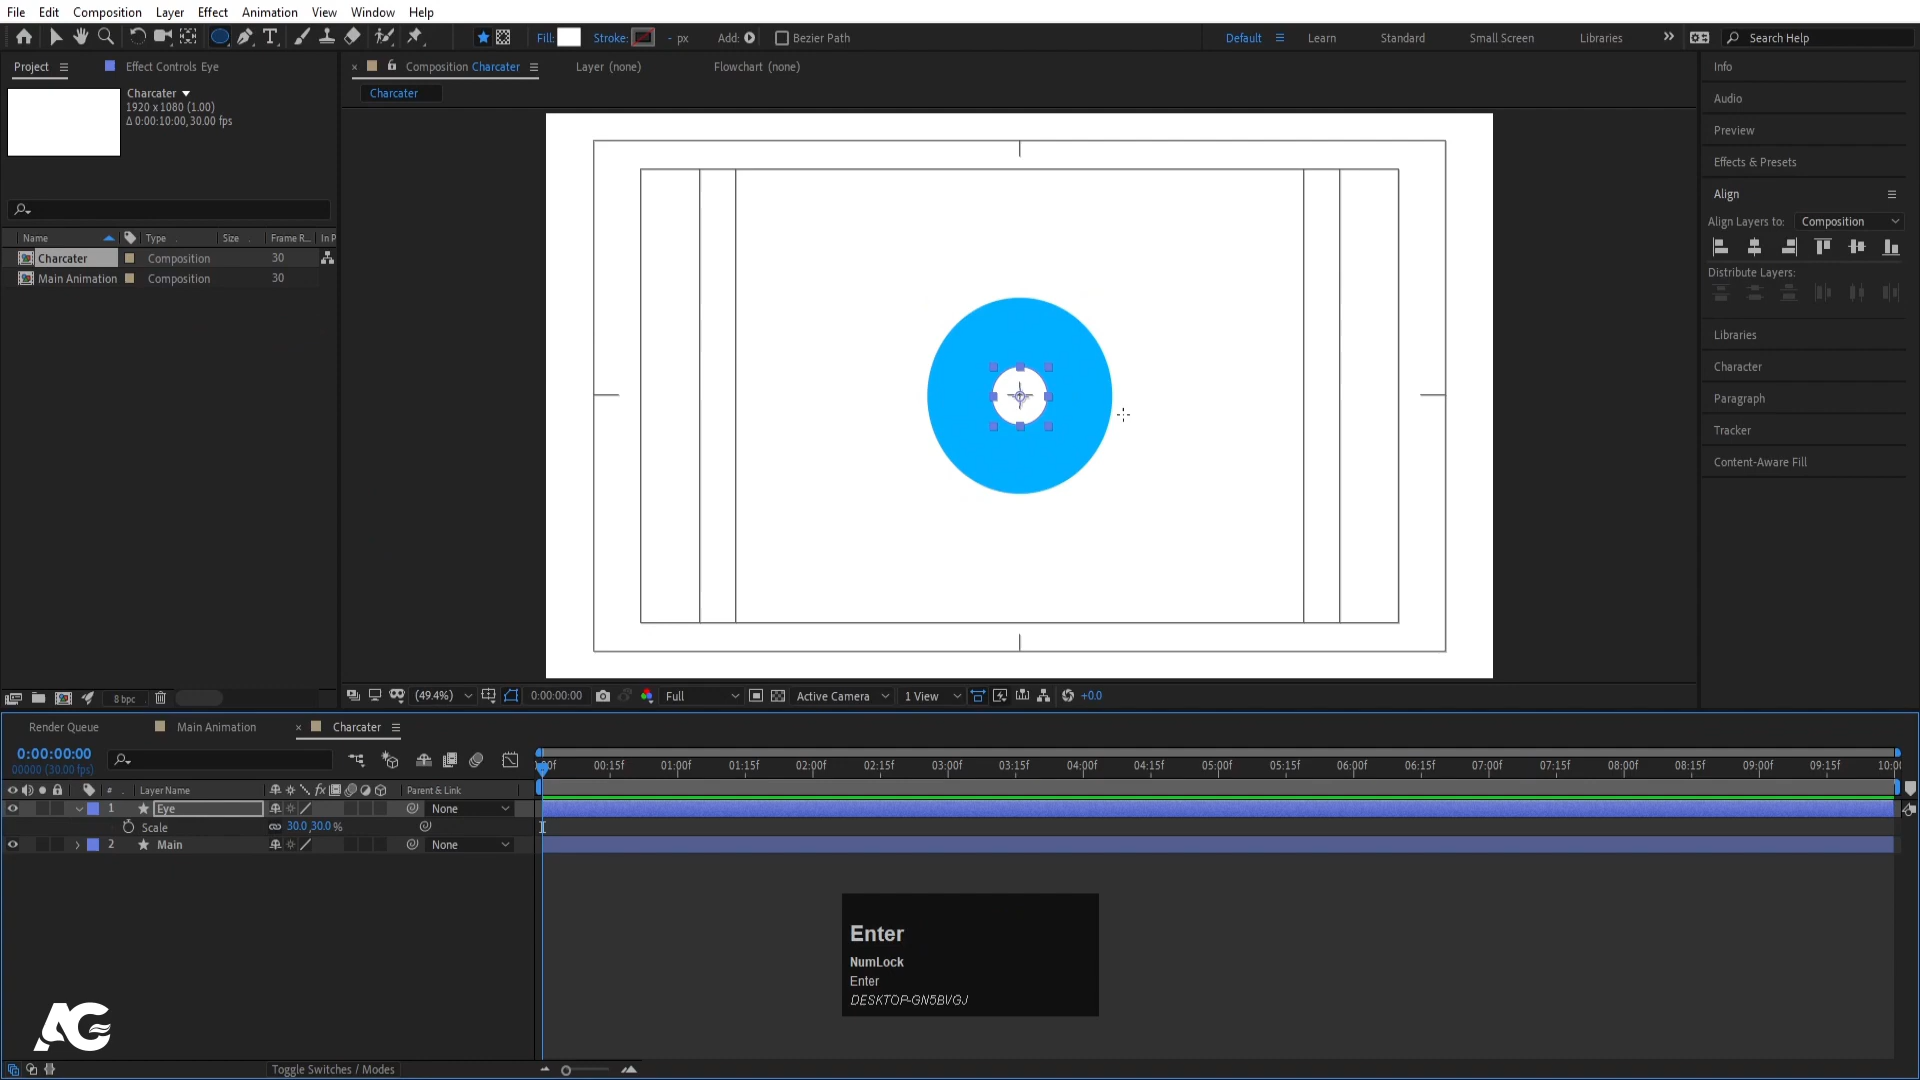 File Edit Composition Layer Effect Animation View Window Help
Fill: Stroke: - px Add: Bezier Path Default Learn Standard Small Screen Libraries Search Help
Project Effect Controls Eye
Composition Charcater Layer (none) Flowchart (none)
Charcater
Charcater
1920 x 1080 (1.00)
Δ 0:00:10:00, 30.00 fps
Name Type Size Frame R... In P
Charcater Composition 30
Main Animation Composition 30
Info
Audio
Preview
Effects & Presets
Align
Align Layers to: Composition
Distribute Layers:
Libraries
Character
Paragraph
Tracker
Content-Aware Fill
8 bpc
(49.4%) 0:00:00:00 Full Active Camera 1 View +0.0
Render Queue Main Animation Charcater
0:00:00:00
00000 (30.00 fps)
00:15f 01:00f 01:15f 02:00f 02:15f 03:00f 03:15f 04:00f 04:15f 05:00f 05:15f 06:00f 06:15f 07:00f 07:15f 08:00f 08:15f 09:00f 09:15f
# Layer Name fx Parent & Link
1 Eye None
Scale 30.0,30.0%
2 Main None
Enter
NumLock
Enter
DESKTOP-GN5BVGJ
AG
Toggle Switches / Modes